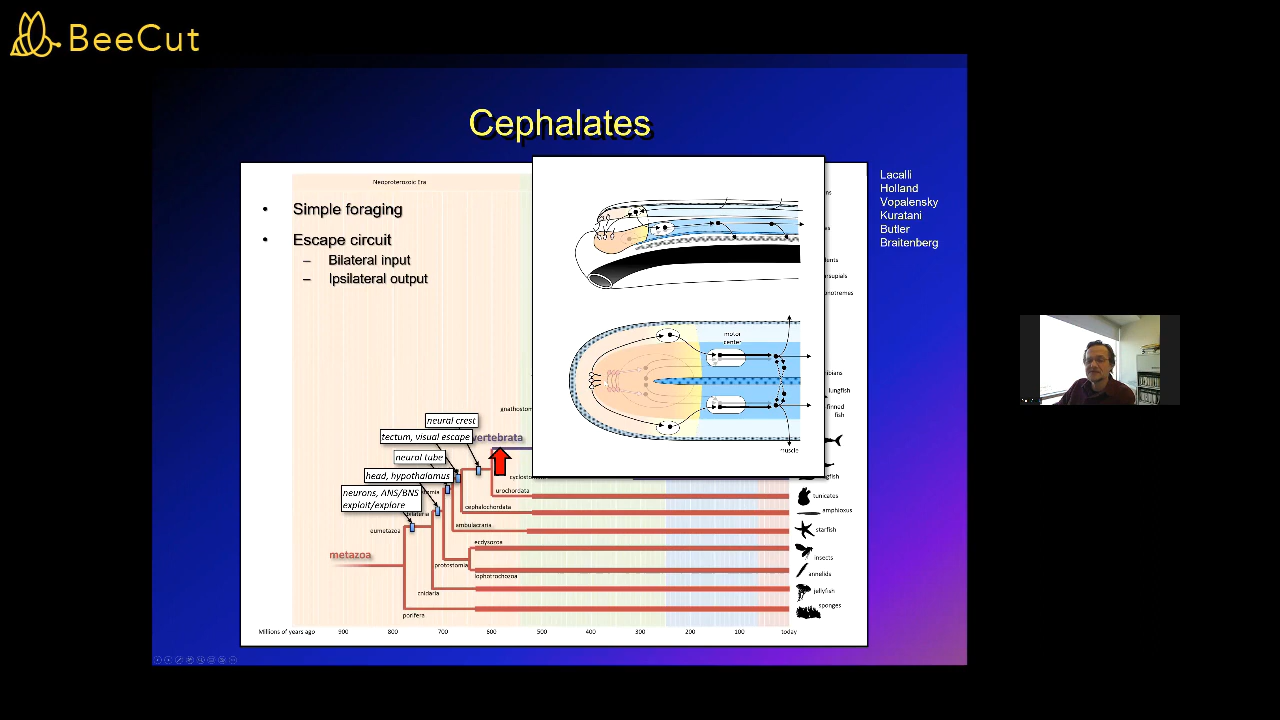 BeeCut
Cephalates
Lacalli
Holland
Vopalensky
Kuratani
Butler
Braitenberg
Neoproterozoic Era
• Simple foraging
• Escape circuit
– Bilateral input
– Ipsilateral output
motor
center
muscle
lungfish
neural crest
tectum, visual escape
vertebrata
neural tube
head, hypothalamus
neurons, ANS/BNS
exploit/explore
urochordata
cephalochordata
ambulacraria
eumetazoa
ecdysozoa
metazoa
protostomia
lophotrochozoa
cnidaria
porifera
fish
tunicates
amphioxus
starfish
insects
annelids
jellyfish
sponges
Millions of years ago 900 800 700 600 500 400 300 200 100 today